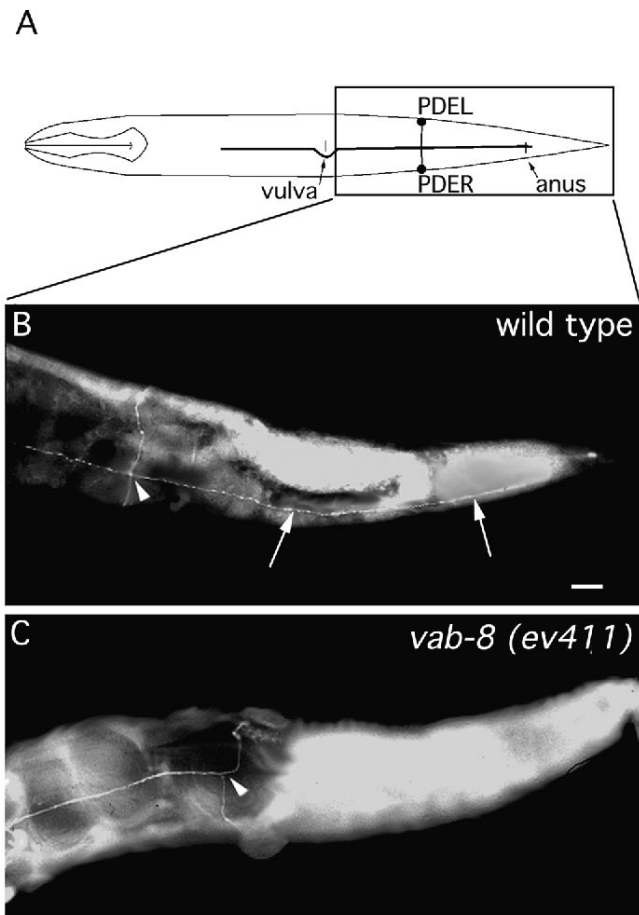 A
PDEL
PDER
vulva
anus
B
wild type
C
vab-8 (ev411)